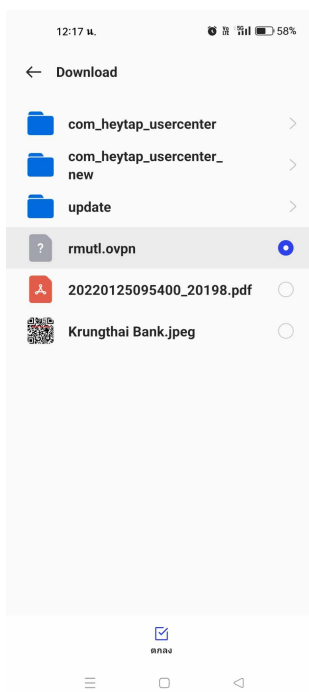 12:17 น.
58%
Download
com_heytap_usercenter
com_heytap_usercenter_
new
update
?
rmutl.ovpn
20220125095400_20198.pdf
Krungthai Bank.jpeg
ตกลง